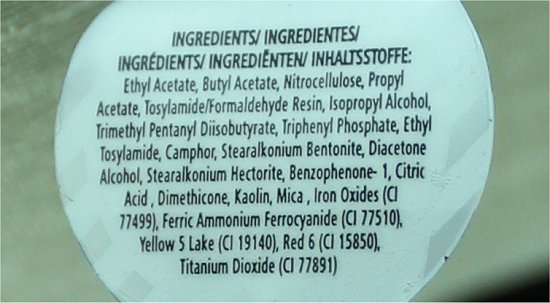 INGREDIENTS/ INGREDIENTES/
INGRÉDIENTS/ INGREDIËNTEN/ INHALTSSTOFFE:
Ethyl Acetate, Butyl Acetate, Nitrocellulose, Propyl
Acetate, Tosylamide/Formaldehyde Resin, Isopropyl Alcohol,
Trimethyl Pentanyl Diisobutyrate, Triphenyl Phosphate, Ethyl
Tosylamide, Camphor, Stearalkonium Bentonite, Diacetone
Alcohol, Stearalkonium Hectorite, Benzophenone- 1, Citric
Acid , Dimethicone, Kaolin, Mica , Iron Oxides (CI
77499), Ferric Ammonium Ferrocyanide (CI 77510),
Yellow 5 Lake (CI 19140), Red 6 (CI 15850),
Titanium Dioxide (CI 77891)